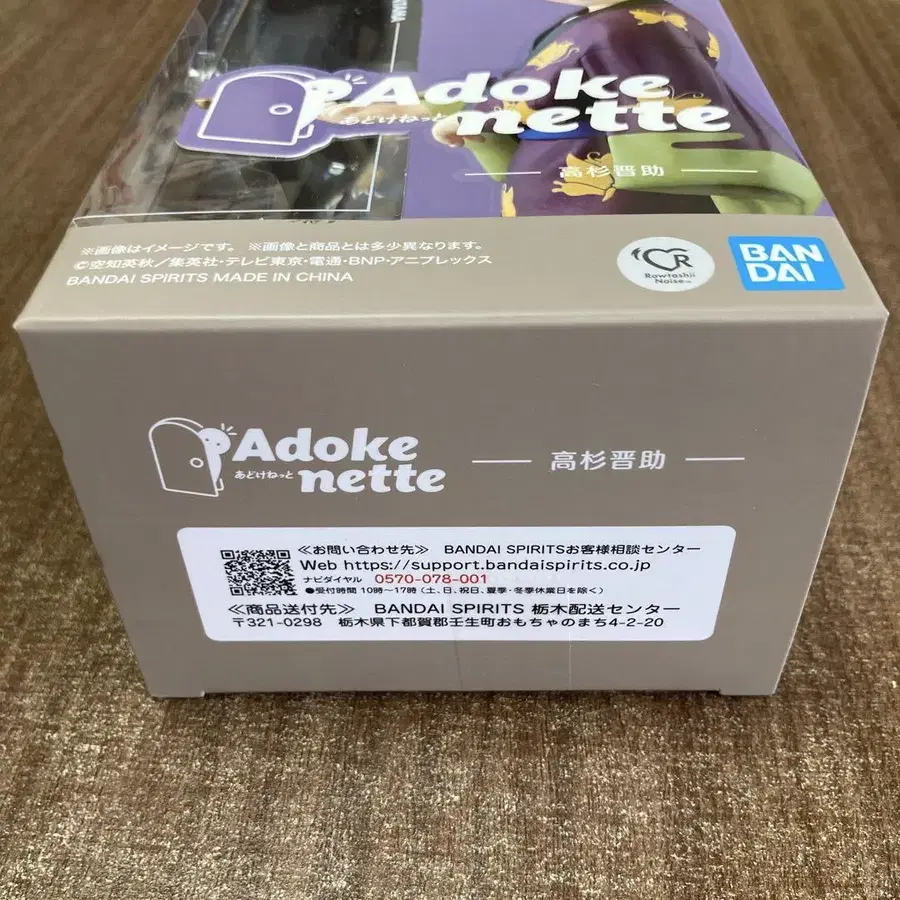 Adoke
あどけねっと nette
高杉晋助
※画像はイメージです。 ※画像と商品とは多少異なります。
©空知英秋／集英社・テレビ東京・電通・BNP・アニプレックス
BANDAI SPIRITS MADE IN CHINA
CR
Rowtashii
Noise™
BAN
DAI
Adoke
あどけねっと nette
高杉晋助
≪お問い合わせ先≫ BANDAI SPIRITSお客様相談センター
Web https://support.bandaispirits.co.jp
ナビダイヤル 0570-078-001
●受付時間 10時～17時（土、日、祝日、夏季・冬季休業日を除く）
≪商品送付先≫ BANDAI SPIRITS 栃木配送センター
〒321-0298 栃木県下都賀郡壬生町おもちゃのまち4-2-20